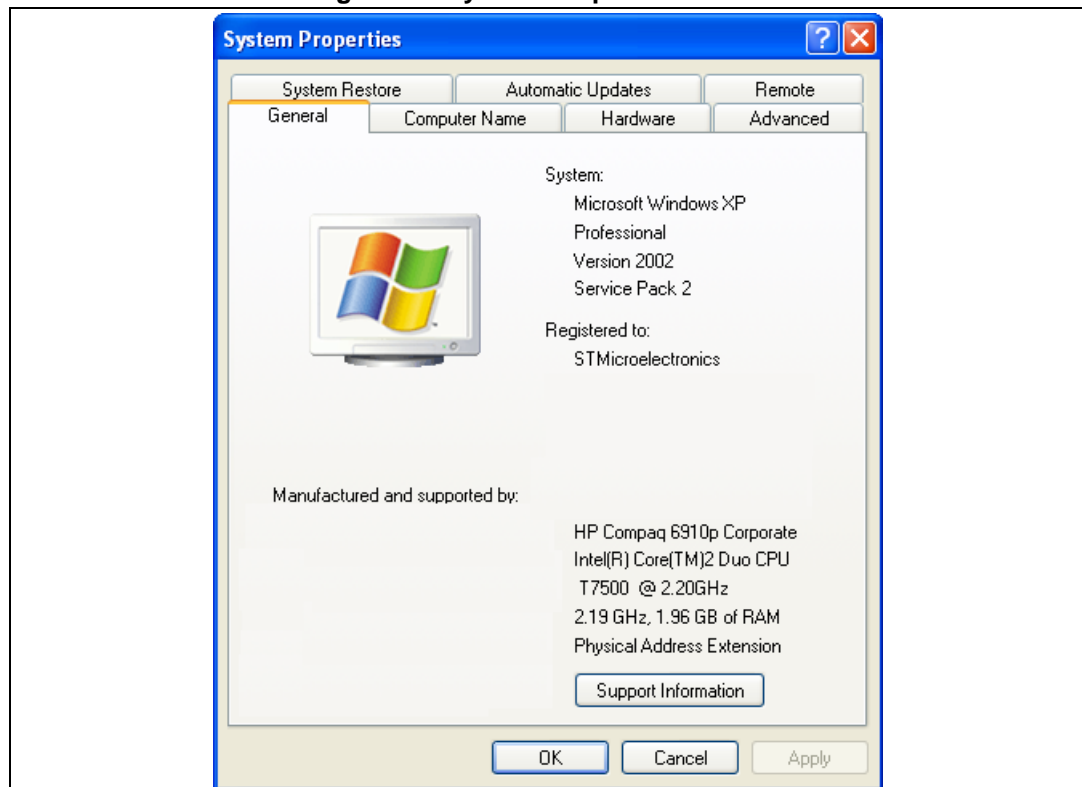 System Properties
System Restore Automatic Updates Remote
General Computer Name Hardware Advanced
System:
Microsoft Windows XP
Professional
Version 2002
Service Pack 2
Registered to:
STMicroelectronics
Manufactured and supported by:
HP Compaq 6910p Corporate
Intel(R) Core(TM)2 Duo CPU
T7500 @ 2.20GHz
2.19 GHz, 1.96 GB of RAM
Physical Address Extension
Support Information
OK Cancel Apply